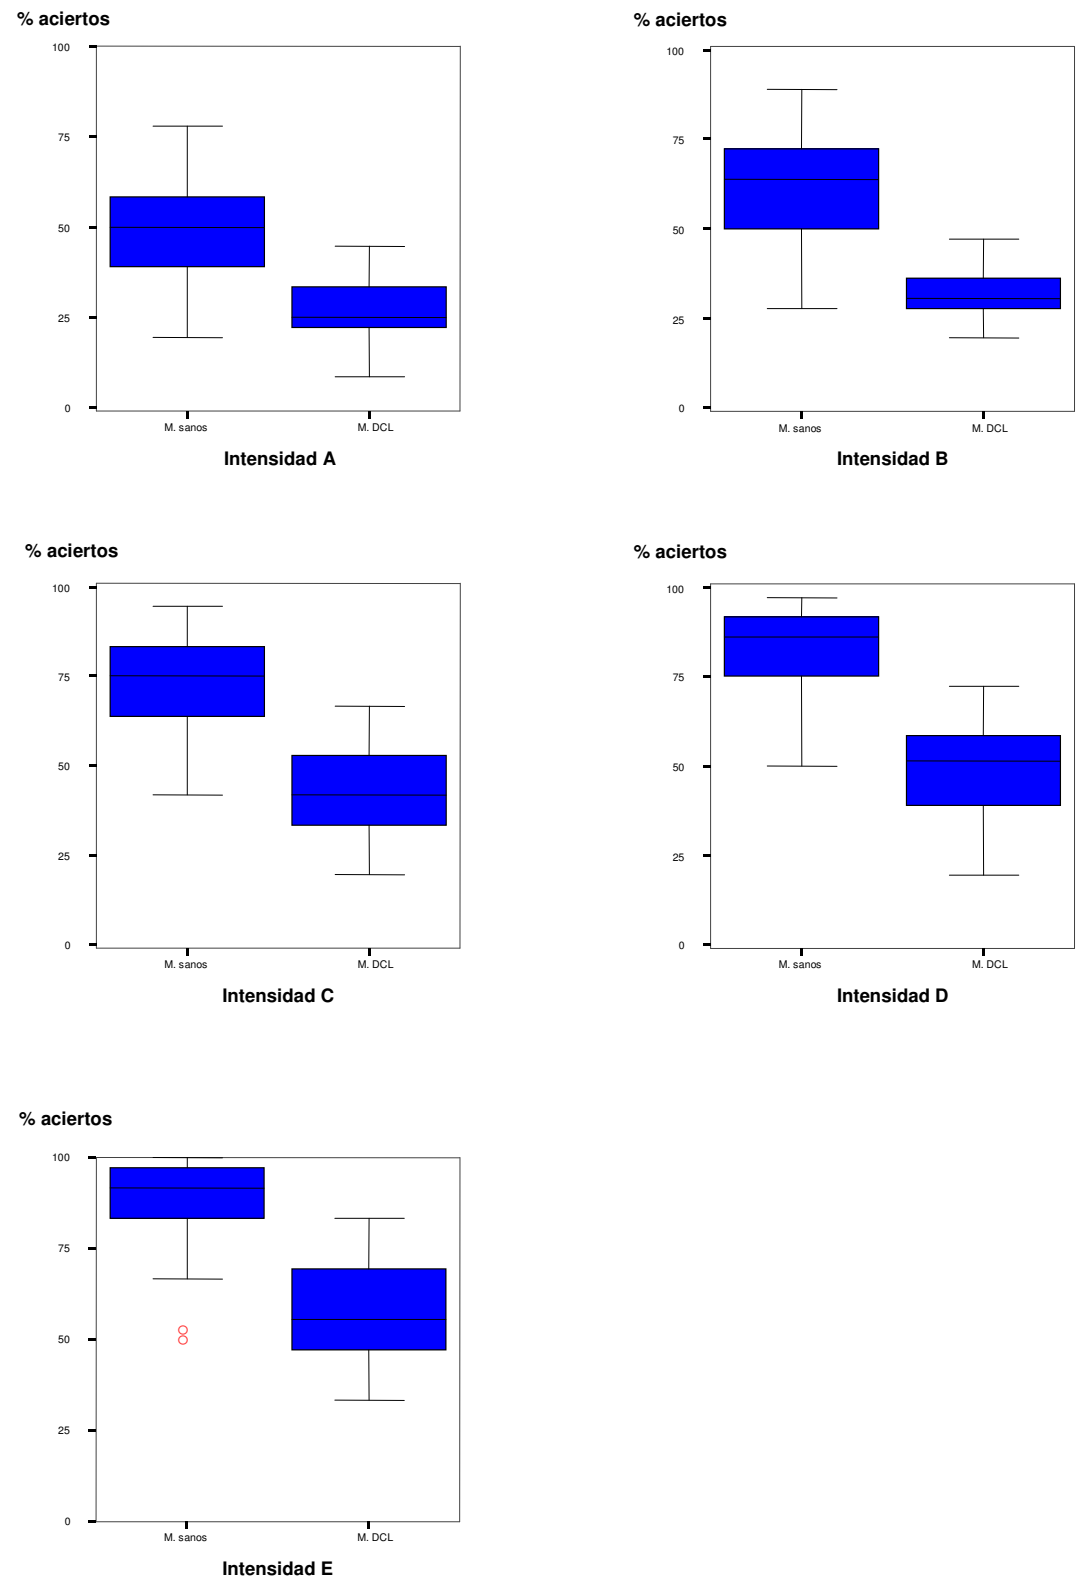 % aciertos
100
75
50
25
0
M. sanos M. DCL
Intensidad A
% aciertos
100
75
50
25
0
M. sanos M. DCL
Intensidad B
% aciertos
100
75
50
25
0
M. sanos M. DCL
Intensidad C
% aciertos
100
75
50
25
0
M. sanos M. DCL
Intensidad D
% aciertos
100
75
50
25
0
M. sanos M. DCL
Intensidad E